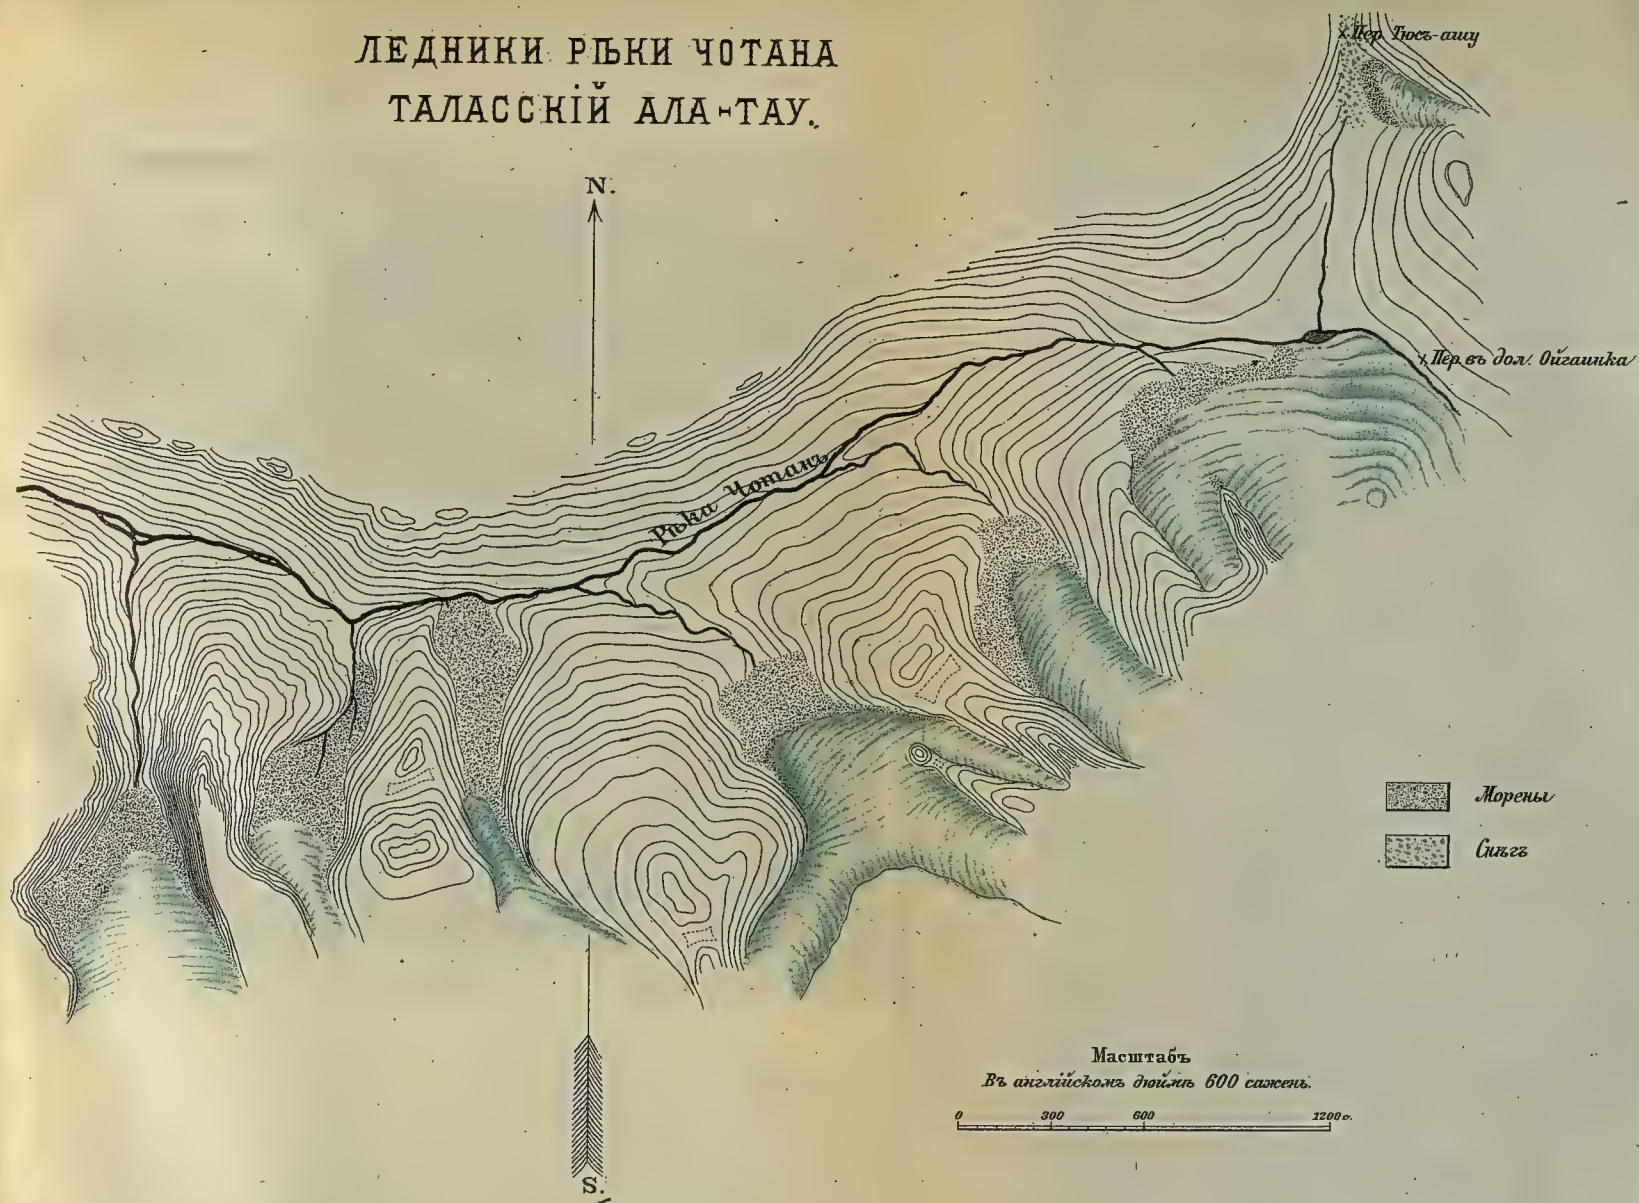 ЛЕДНИКИ РѢКИ ЧОТАНА
ТАЛАССКІЙ АЛА-ТАУ.
Пер. Тюзъ-ашу
N.
Пер. въ дол. Ойгаинка
Рѣка Чотанъ
Морены
Снѣгъ
Масштабъ
Въ англійскомъ дюймѣ 600 саженъ.
0 300 600 1200 с.
S.